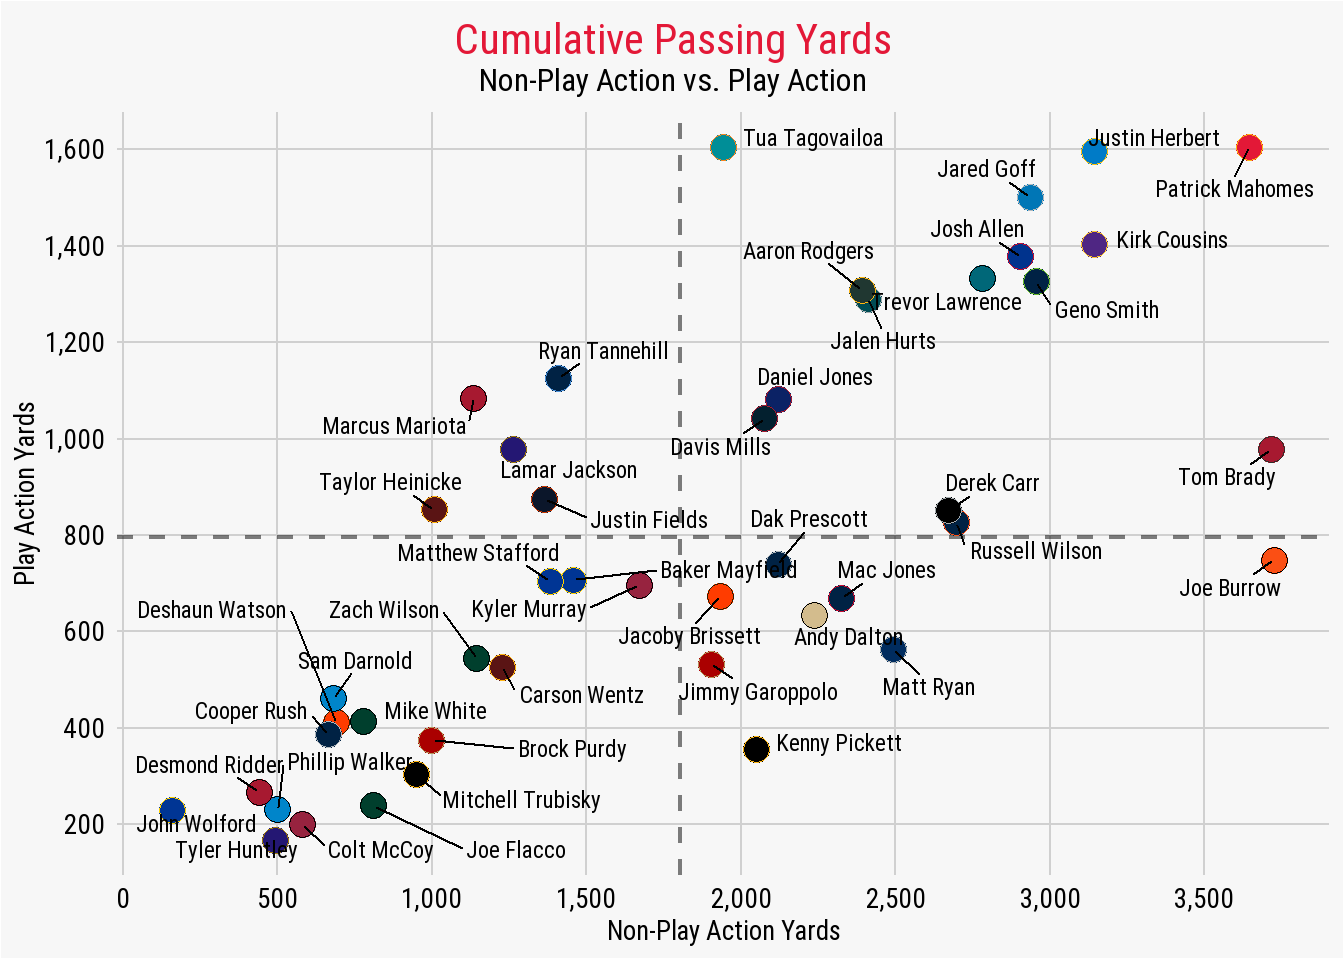 Cumulative Passing Yards
Non-Play Action vs. Play Action
Play Action Yards
1,600
1,400
1,200
1,000
800
600
400
200
Tua Tagovailoa
Justin Herbert
Jared Goff
Patrick Mahomes
Josh Allen
Kirk Cousins
Aaron Rodgers
Trevor Lawrence
Geno Smith
Jalen Hurts
Ryan Tannehill
Daniel Jones
Marcus Mariota
Davis Mills
Lamar Jackson
Tom Brady
Taylor Heinicke
Derek Carr
Justin Fields
Dak Prescott
Russell Wilson
Matthew Stafford
Baker Mayfield
Mac Jones
Joe Burrow
Deshaun Watson
Zach Wilson
Kyler Murray
Jacoby Brissett
Andy Dalton
Sam Darnold
Carson Wentz
Jimmy Garoppolo
Matt Ryan
Cooper Rush
Mike White
Brock Purdy
Kenny Pickett
Desmond Ridder
Phillip Walker
Mitchell Trubisky
John Wolford
Tyler Huntley
Colt McCoy
Joe Flacco
0
500
1,000
1,500
2,000
2,500
3,000
3,500
Non-Play Action Yards